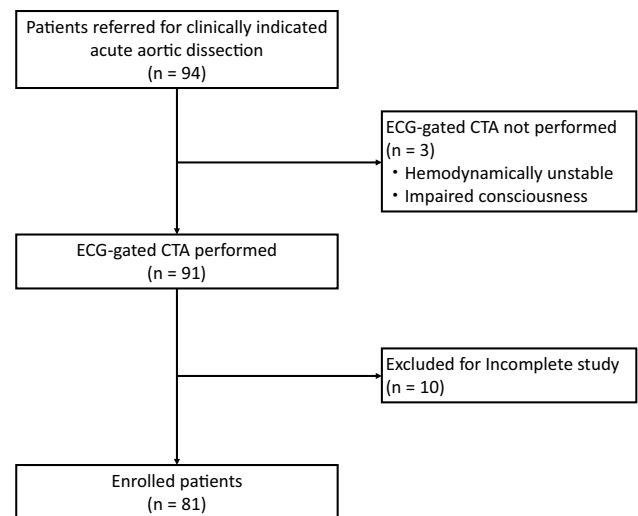 Patients referred for clinically indicated
acute aortic dissection
(n = 94)
ECG-gated CTA not performed
(n = 3)
・Hemodynamically unstable
・Impaired consciousness
ECG-gated CTA performed
(n = 91)
Excluded for Incomplete study
(n = 10)
Enrolled patients
(n = 81)